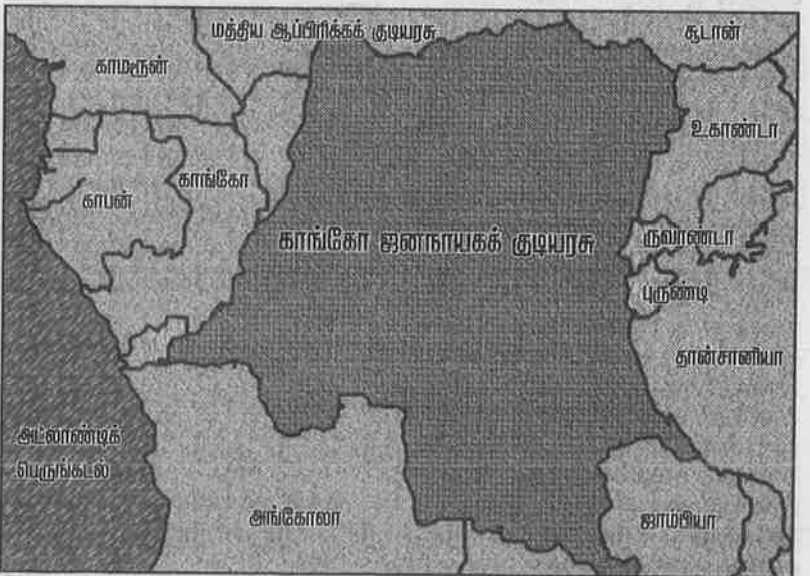 மத்திய ஆப்பிரிக்கக் குடியரசு
சூடான்
காமரூன்
உகாண்டா
காங்கோ
காபன்
காங்கோ ஜனநாயகக் குடியரசு
ருவாண்டா
புருண்டி
தான்சானியா
அட்லாண்டிக்
பெருங்கடல்
அங்கோலா
ஜாம்பியா